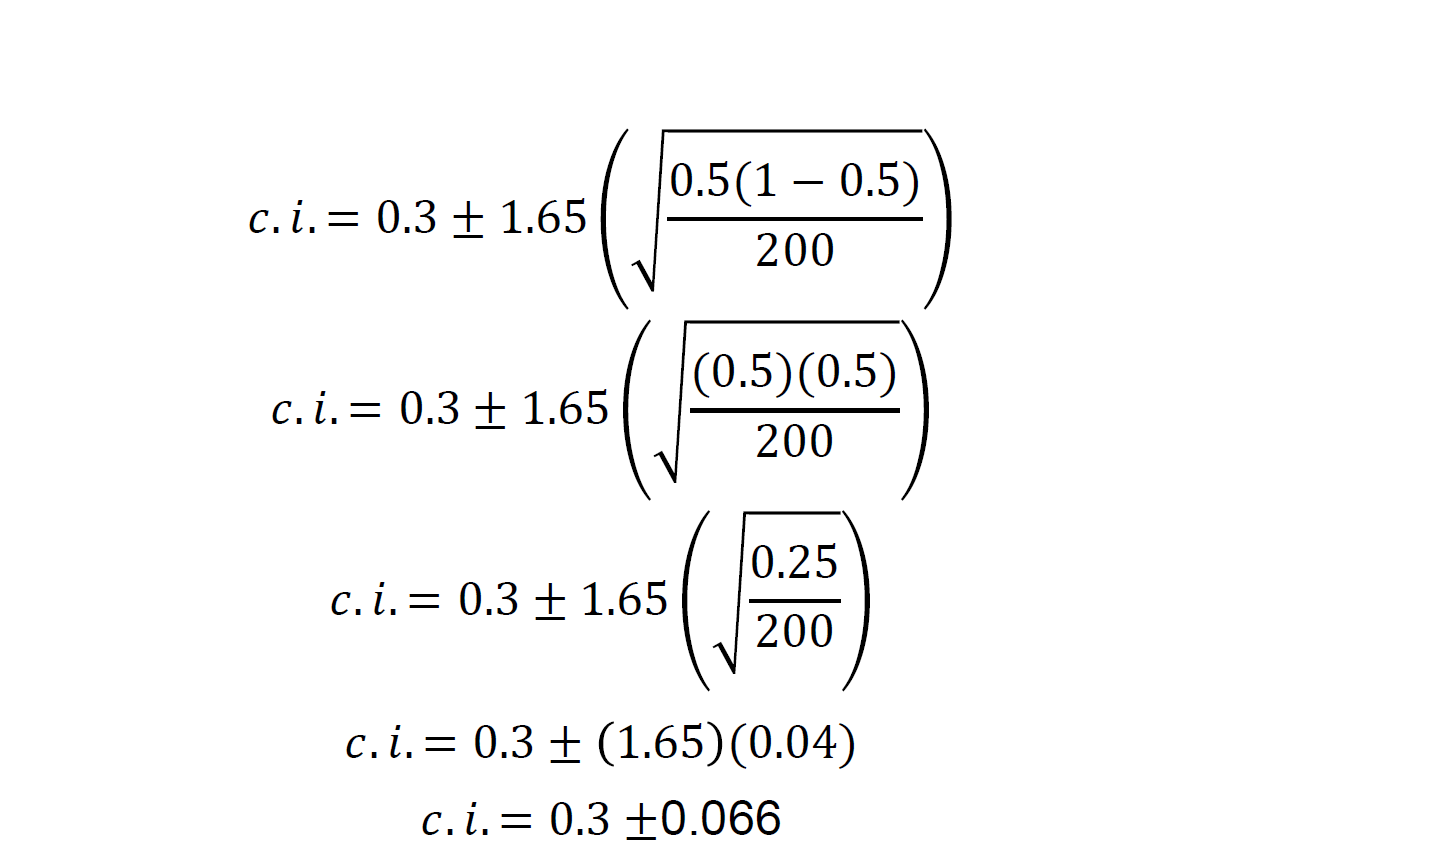 c. i. = 0.3 ± 1.65 (√(0.5(1 − 0.5)/200))
c. i. = 0.3 ± 1.65 (√((0.5)(0.5)/200))
c. i. = 0.3 ± 1.65 (√(0.25/200))
c. i. = 0.3 ± (1.65)(0.04)
c. i. = 0.3 ±0.066